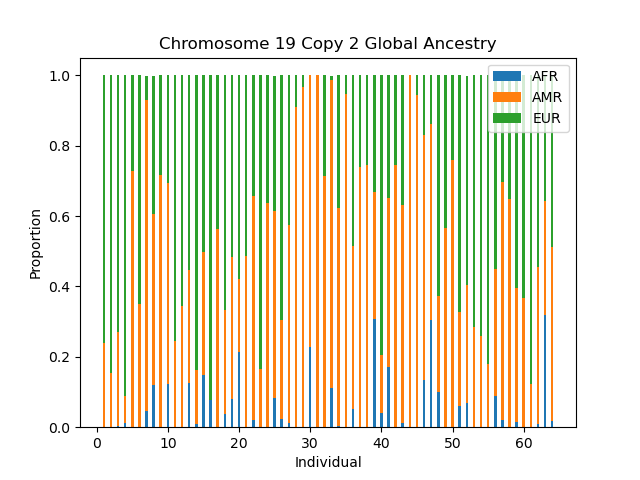 Chromosome 19 Copy 2 Global Ancestry
AFR
AMR
EUR
1.0
0.8
0.6
0.4
0.2
0.0
Proportion
0 10 20 30 40 50 60
Individual